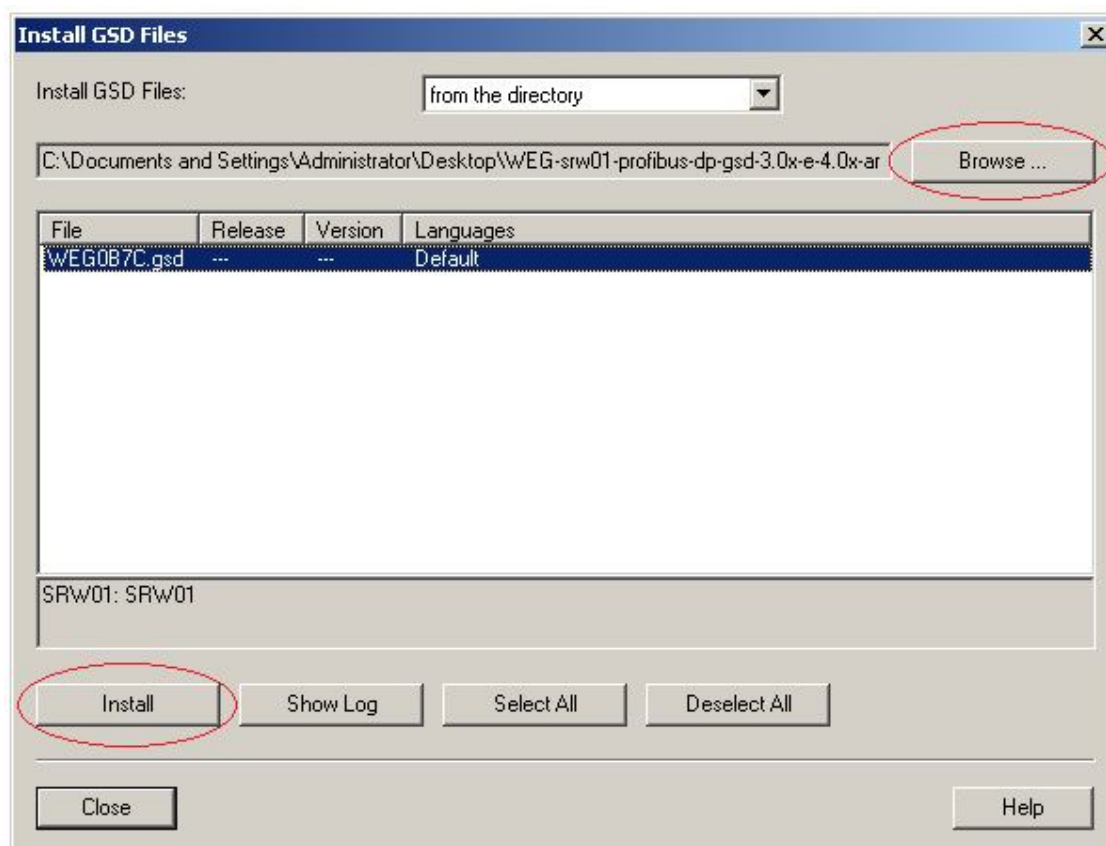 Install GSD Files
Install GSD Files: from the directory
C:\Documents and Settings\Administrator\Desktop\WEG-srw01-profibus-dp-gsd-3.0x-e-4.0x-ar Browse ...
File Release Version Languages
WEG0B7C.gsd --- --- Default
SRW01: SRW01
Install Show Log Select All Deselect All
Close Help